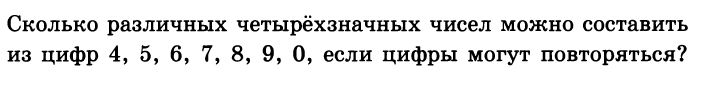 Сколько различных четырёхзначных чисел можно составить
из цифр 4, 5, 6, 7, 8, 9, 0, если цифры могут повторяться?